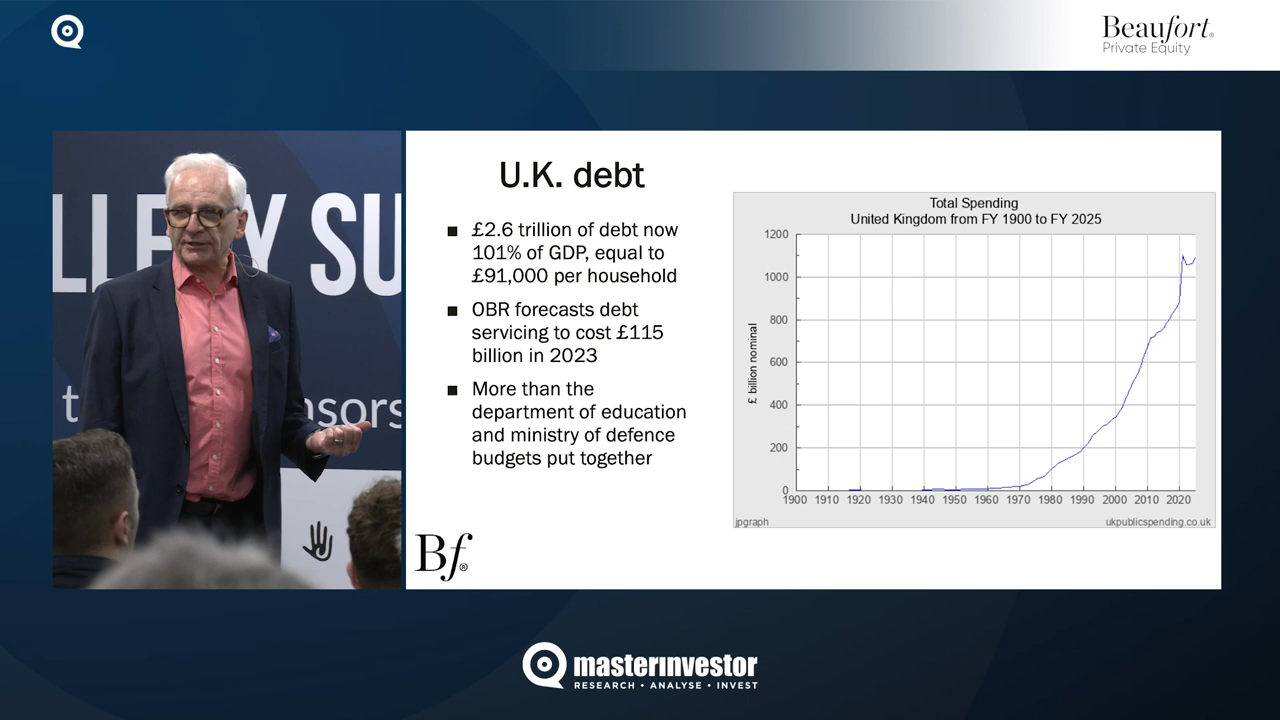 Beaufort®
Private Equity
LLERY SU
t
nsors
U.K. debt
£2.6 trillion of debt now
101% of GDP, equal to
£91,000 per household
OBR forecasts debt
servicing to cost £115
billion in 2023
More than the
department of education
and ministry of defence
budgets put together
Bf®
Total Spending
United Kingdom from FY 1900 to FY 2025
£ billion nominal
1200
1000
800
600
400
200
0
1900 1910 1920 1930 1940 1950 1960 1970 1980 1990 2000 2010 2020
jpgraph
ukpublicspending.co.uk
masterinvestor
RESEARCH • ANALYSE • INVEST